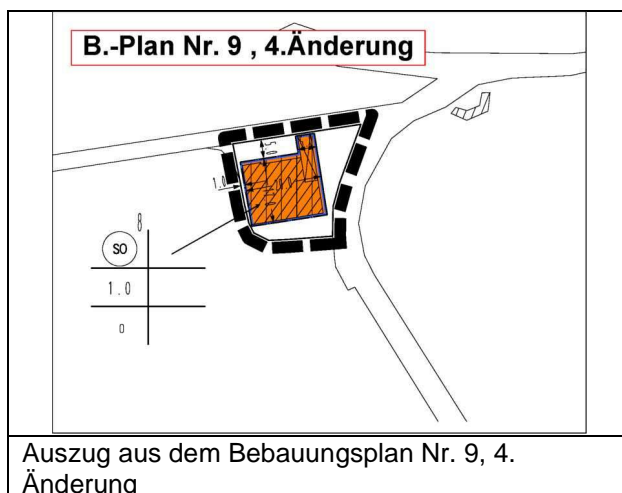 B.-Plan Nr. 9 , 4.Änderung
1.0
8
SO
1.0
o
Auszug aus dem Bebauungsplan Nr. 9, 4.
Änderung